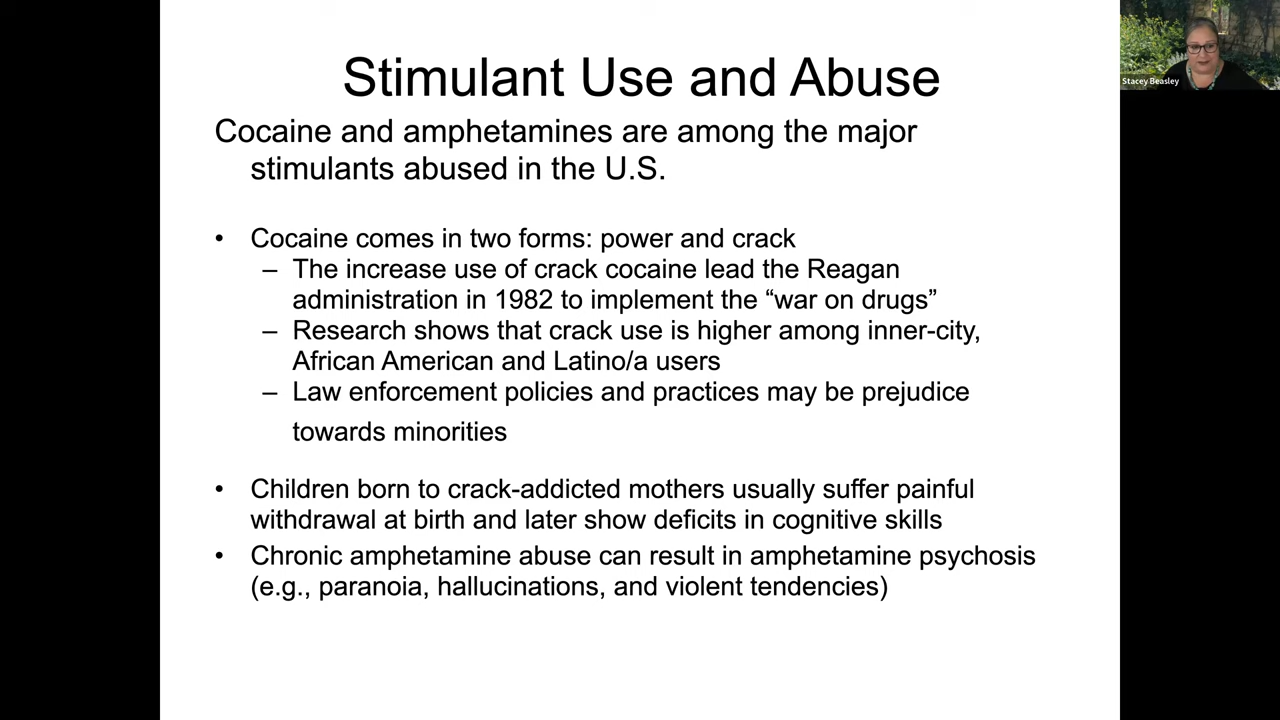 Stimulant Use and Abuse
Cocaine and amphetamines are among the major
stimulants abused in the U.S.
• Cocaine comes in two forms: power and crack
– The increase use of crack cocaine lead the Reagan
administration in 1982 to implement the “war on drugs”
– Research shows that crack use is higher among inner-city,
African American and Latino/a users
– Law enforcement policies and practices may be prejudice
towards minorities
• Children born to crack-addicted mothers usually suffer painful
withdrawal at birth and later show deficits in cognitive skills
• Chronic amphetamine abuse can result in amphetamine psychosis
(e.g., paranoia, hallucinations, and violent tendencies)
Stacey Beasley